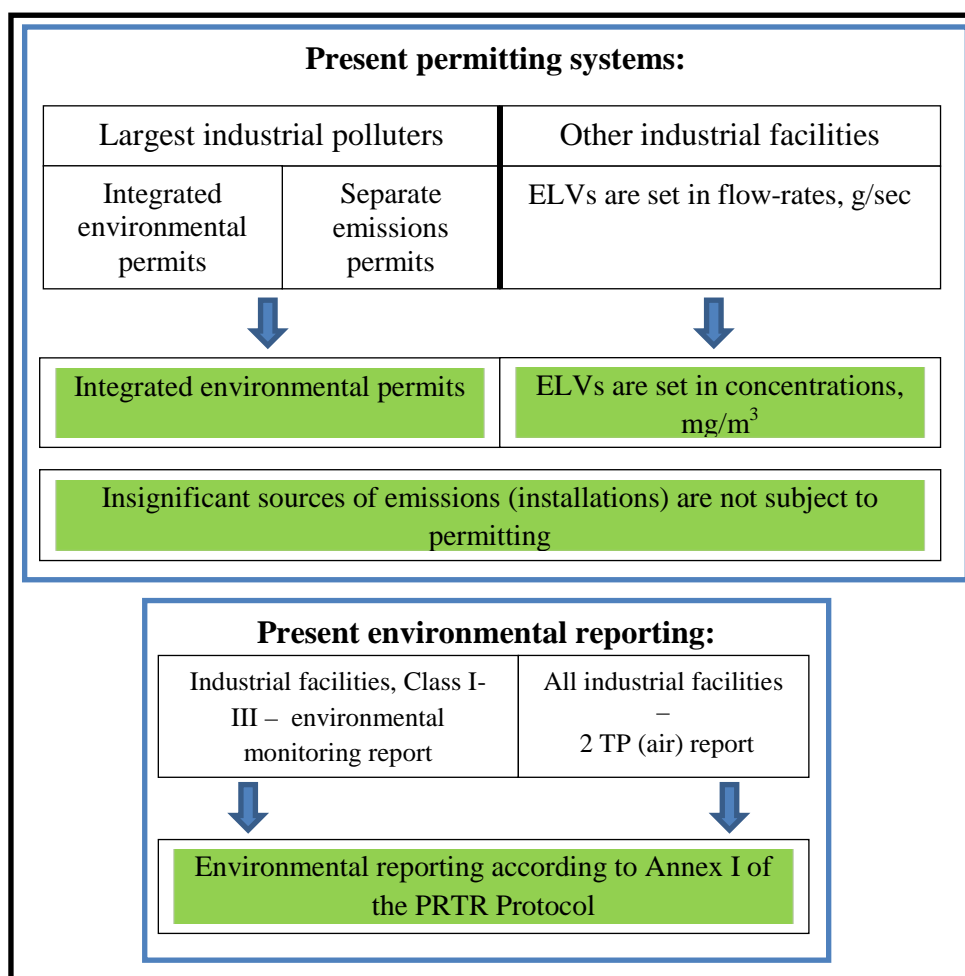 Present permitting systems:
Largest industrial polluters
Other industrial facilities
Integrated
environmental
permits
Separate
emissions
permits
ELVs are set in flow-rates, g/sec
Integrated environmental permits
ELVs are set in concentrations,
mg/m³
Insignificant sources of emissions (installations) are not subject to
permitting
Present environmental reporting:
Industrial facilities, Class I-
III – environmental
monitoring report
All industrial facilities
–
2 TP (air) report
Environmental reporting according to Annex I of
the PRTR Protocol